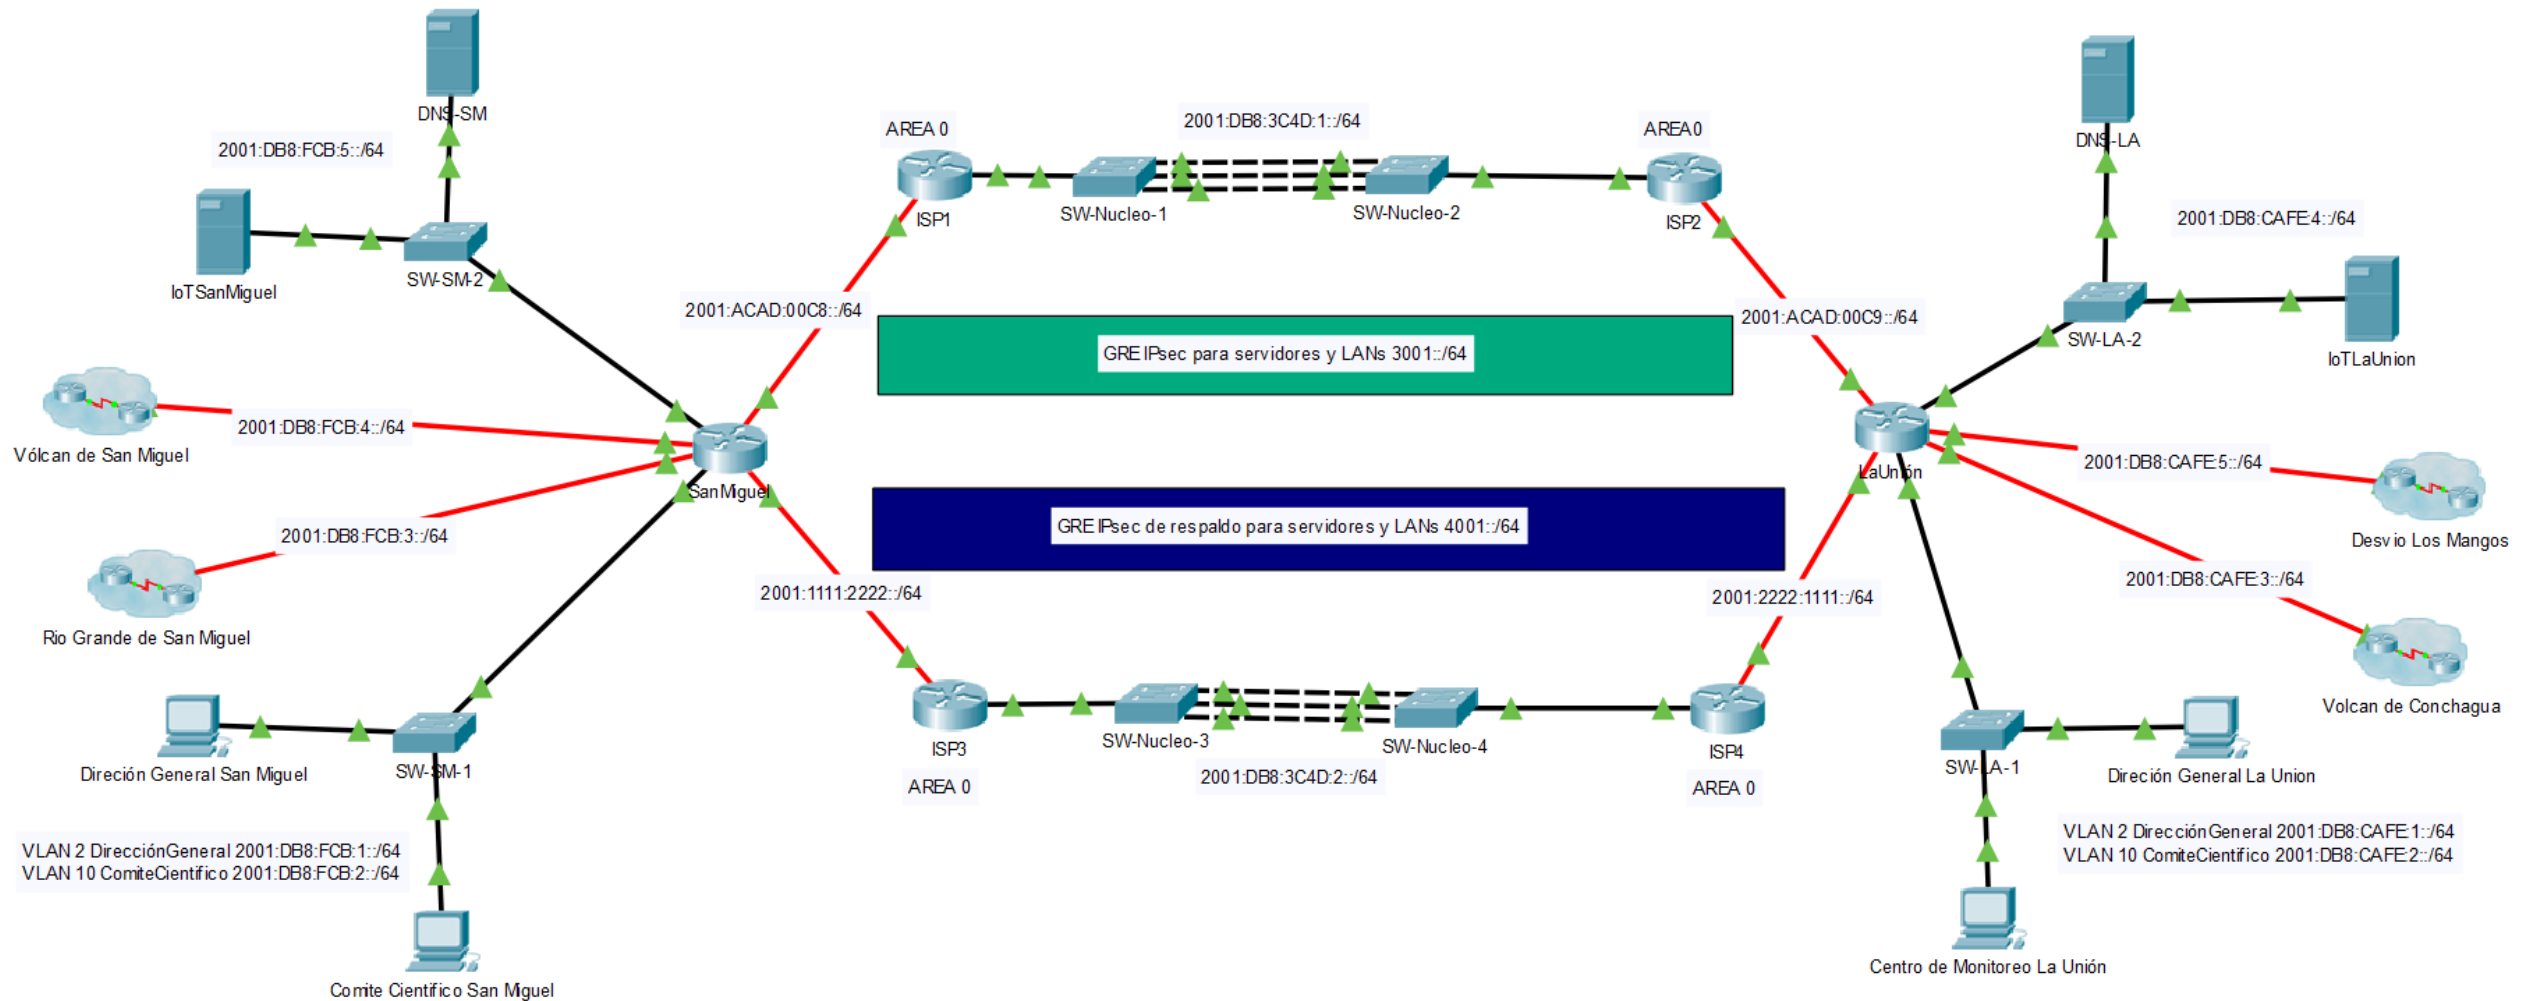 DNS-SM
2001:DB8:FCB:5::/64
IoTSanMiguel
SW-SM-2
AREA 0
2001:DB8:3C4D:1::/64
AREA0
ISP1
SW-Nucleo-1
SW-Nucleo-2
ISP2
DNS-LA
2001:DB8:CAFE:4::/64
SW-LA-2
IoTLaUnion
2001:ACAD:00C8::/64
2001:ACAD:00C9::/64
GRE IPsec para servidores y LANs 3001::/64
2001:DB8:FCB:4::/64
Vólcan de San Miguel
SanMiguel
LaUnión
2001:DB8:CAFE:5::/64
Desvio Los Mangos
GRE IPsec de respaldo para servidores y LANs 4001::/64
2001:DB8:FCB:3::/64
Rio Grande de San Miguel
2001:1111:2222::/64
2001:2222:1111::/64
2001:DB8:CAFE:3::/64
Volcan de Conchagua
ISP3
SW-Nucleo-3
SW-Nucleo-4
ISP4
AREA 0
2001:DB8:3C4D:2::/64
AREA 0
Direción General San Miguel
SW-SM-1
SW-LA-1
Direción General La Union
VLAN 2 DirecciónGeneral 2001:DB8:FCB:1::/64
VLAN 10 ComiteCientífico 2001:DB8:FCB:2::/64
VLAN 2 DirecciónGeneral 2001:DB8:CAFE:1::/64
VLAN 10 ComiteCientífico 2001:DB8:CAFE:2::/64
Comite Científico San Miguel
Centro de Monitoreo La Unión